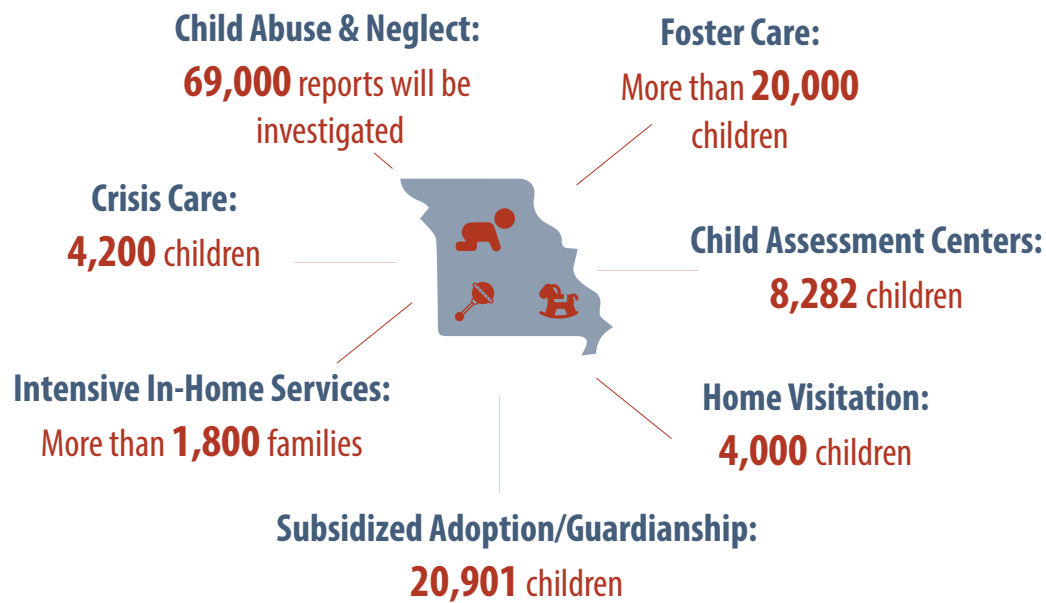 Child Abuse & Neglect:
69,000 reports will be
investigated
Foster Care:
More than 20,000
children
Crisis Care:
4,200 children
Child Assessment Centers:
8,282 children
Intensive In-Home Services:
More than 1,800 families
Home Visitation:
4,000 children
Subsidized Adoption/Guardianship:
20,901 children